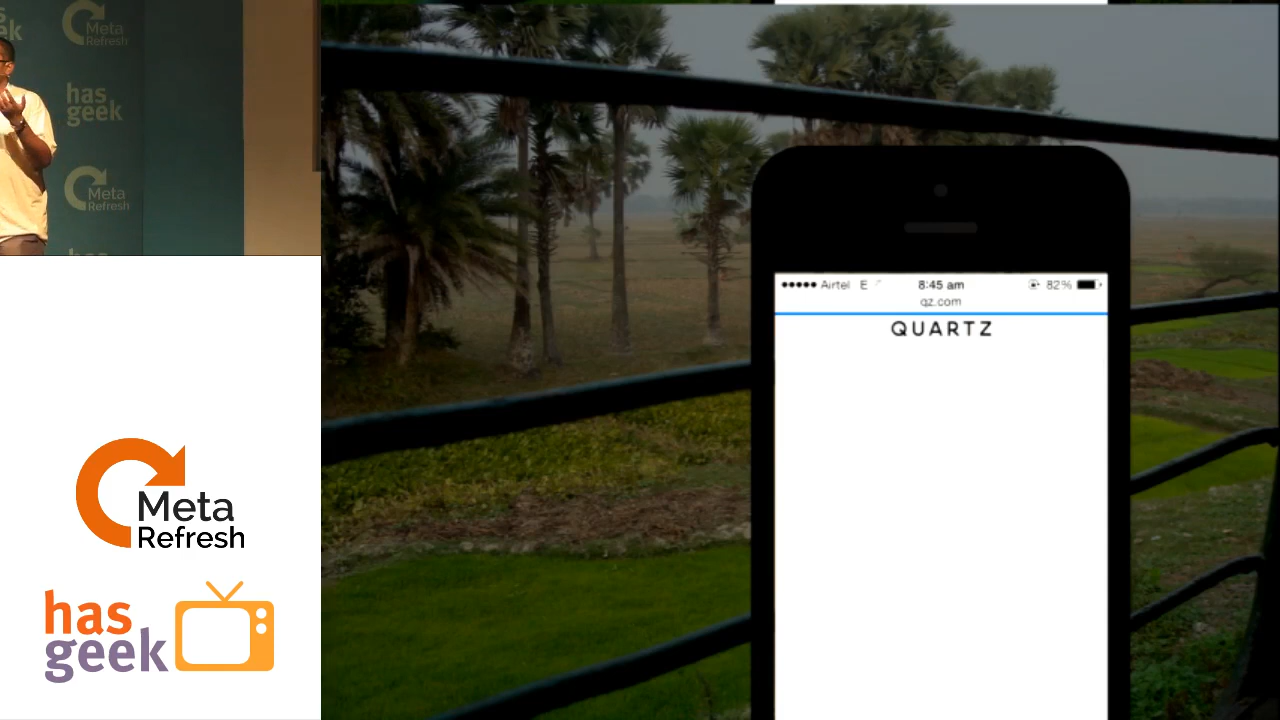 Meta
Refresh
has
geek
Meta
Refresh
Airtel E 8:45 am 82%
qz.com
QUARTZ
Meta
Refresh
has
geek